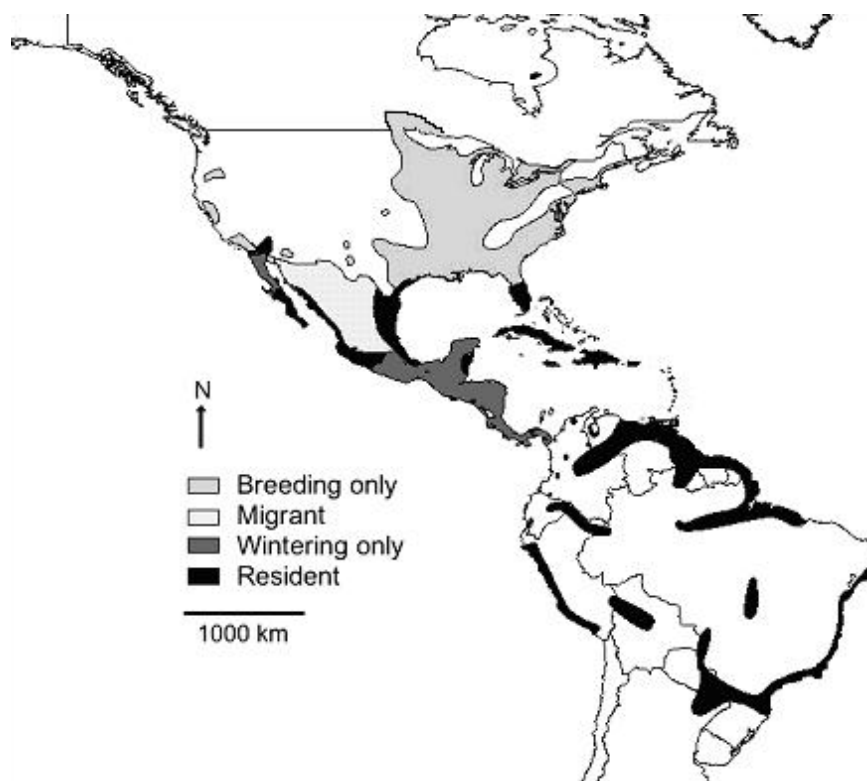 N
Breeding only
Migrant
Wintering only
Resident
1000 km